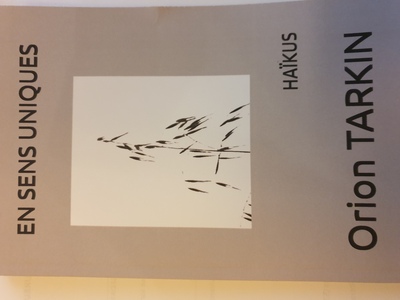 EN SENS UNIQUES
HAÏKUS
Orion TARKIN